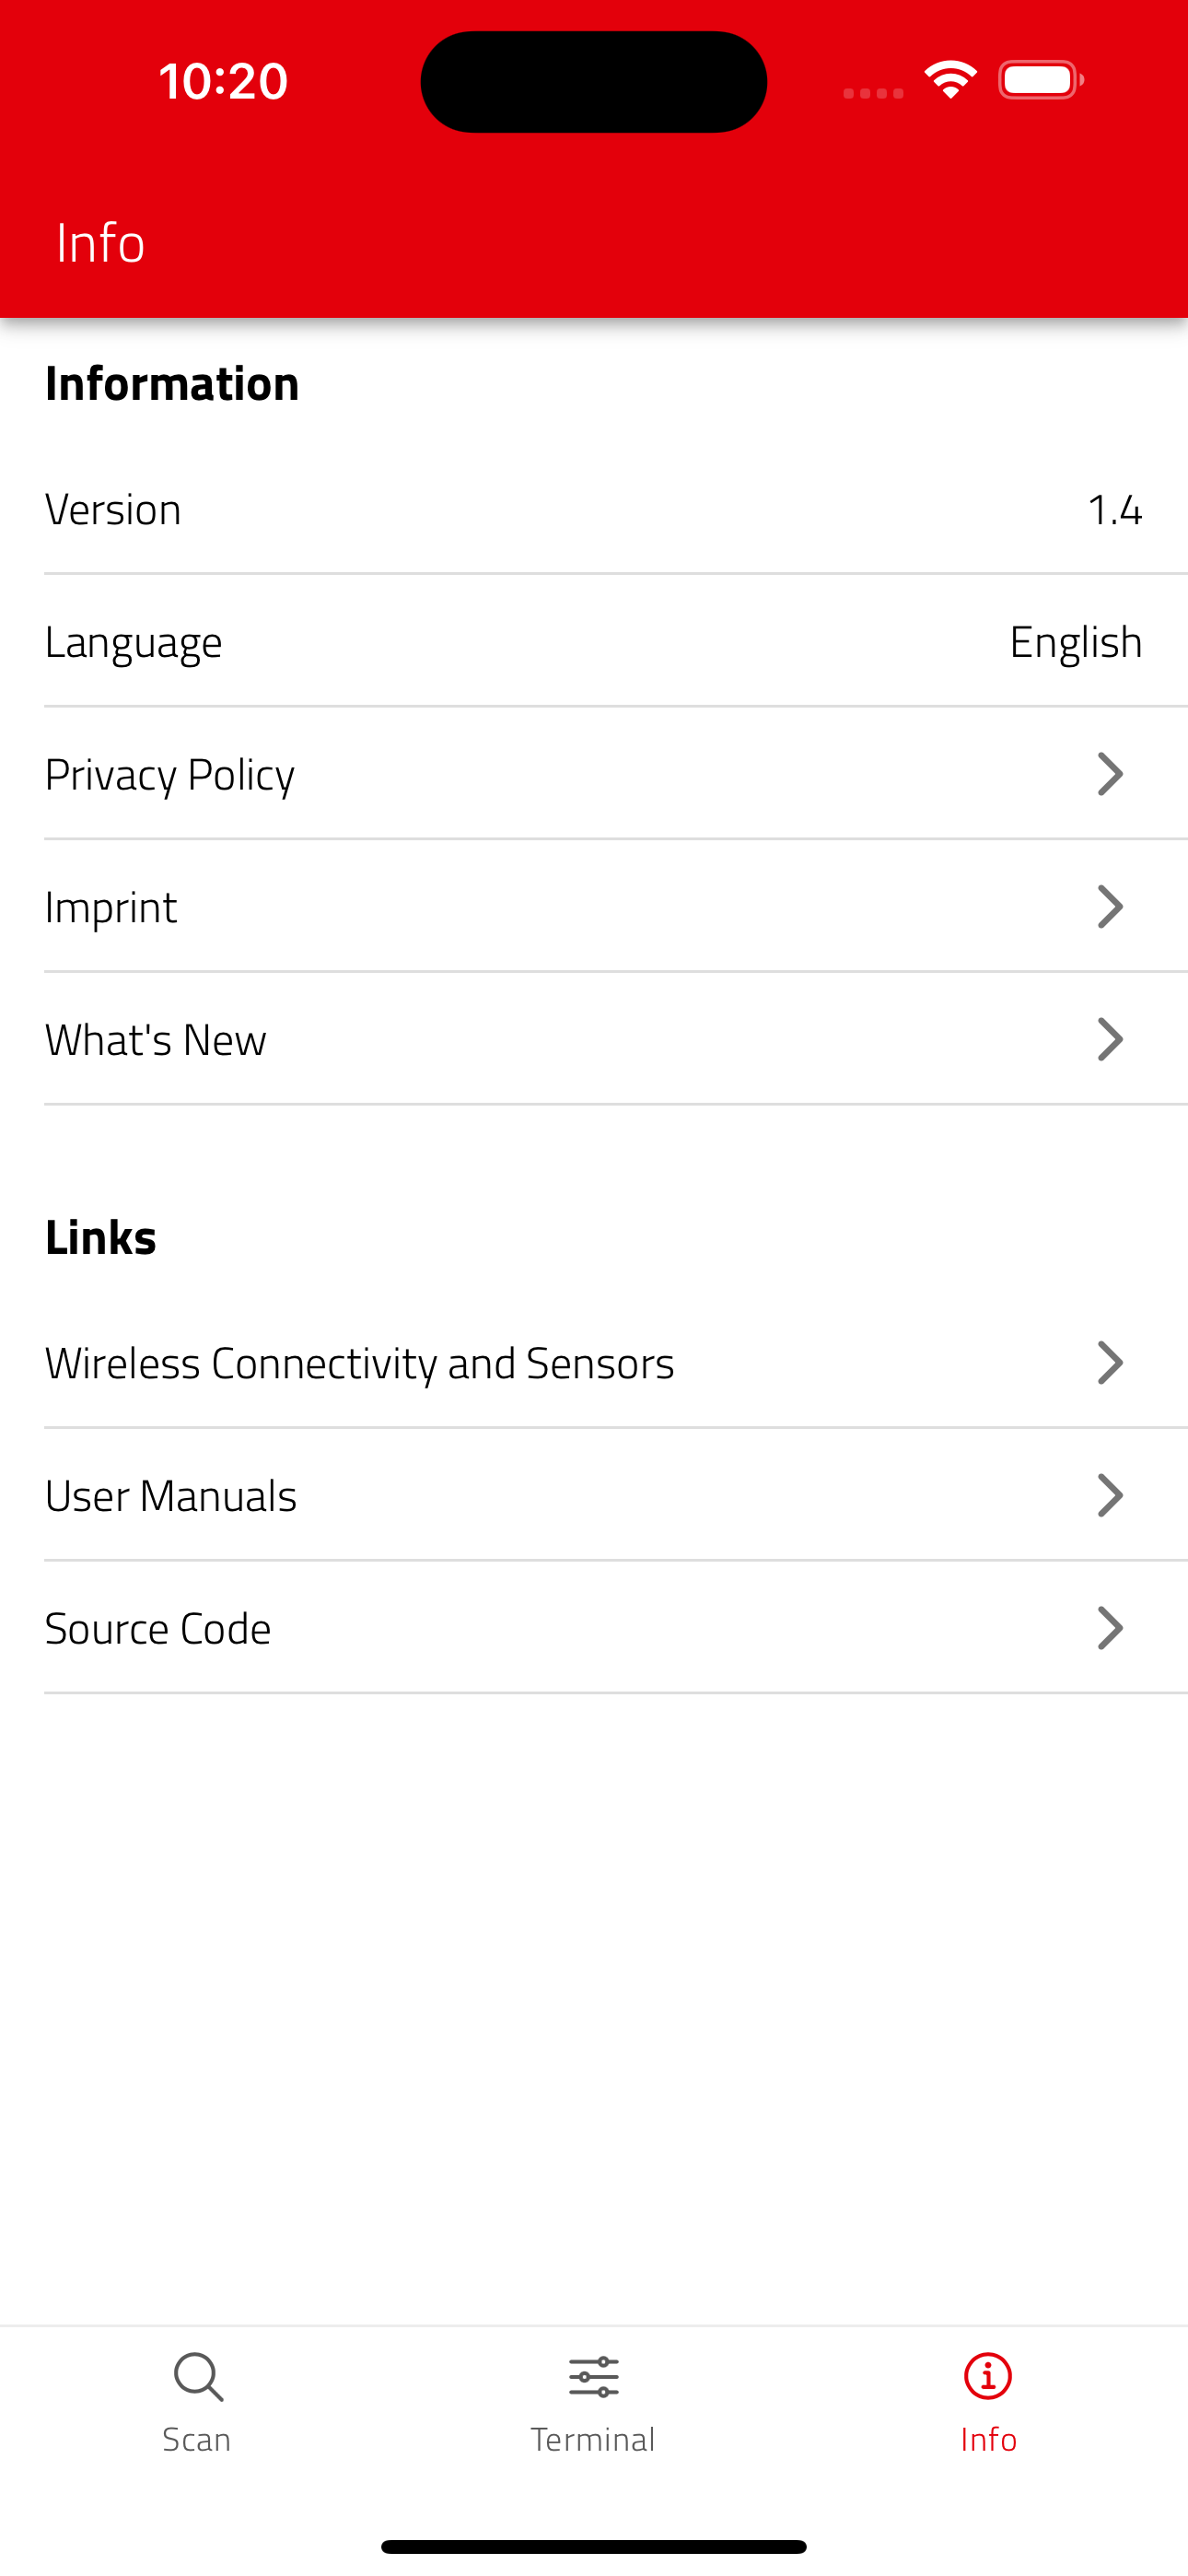 10:20
Info
Information
Version 1.4
Language English
Privacy Policy
Imprint
What's New
Links
Wireless Connectivity and Sensors
User Manuals
Source Code
Scan Terminal Info